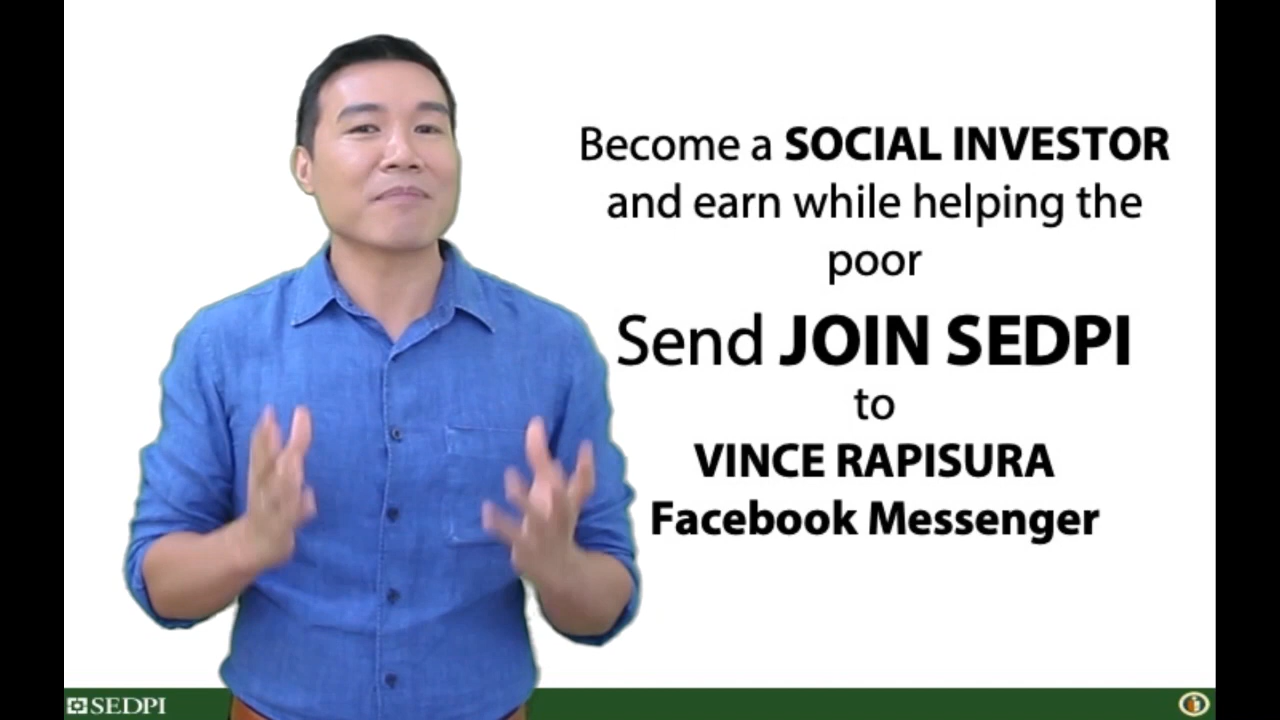 Become a SOCIAL INVESTOR
and earn while helping the
poor
Send JOIN SEDPI
to
VINCE RAPISURA
Facebook Messenger
SEDPI